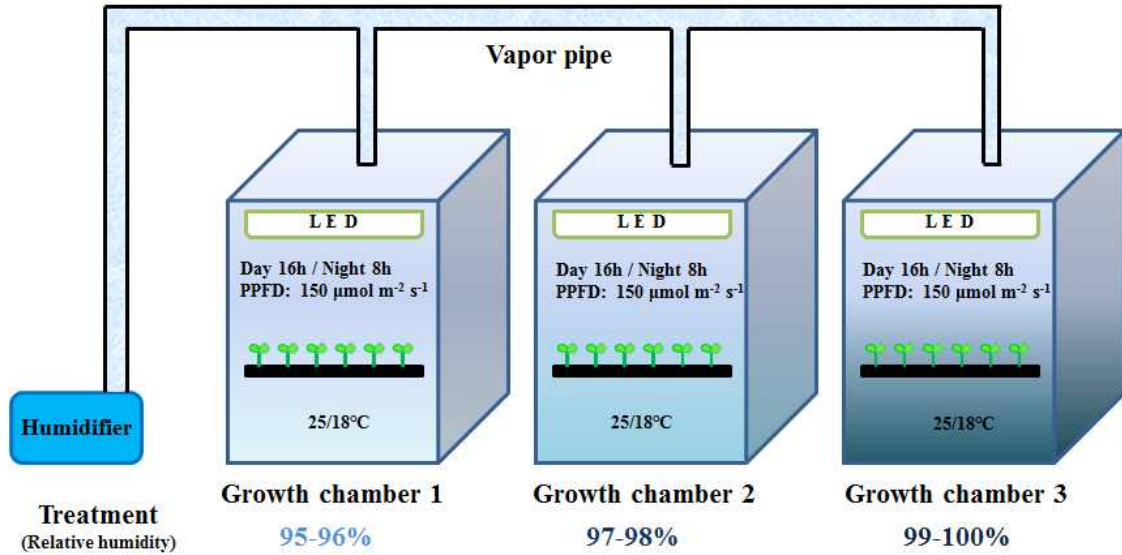 Vapor pipe
L E D
Day 16h / Night 8h
PPFD: 150 µmol m⁻² s⁻¹
25/18℃
L E D
Day 16h / Night 8h
PPFD: 150 µmol m⁻² s⁻¹
25/18℃
L E D
Day 16h / Night 8h
PPFD: 150 µmol m⁻² s⁻¹
25/18℃
Humidifier
Growth chamber 1
Growth chamber 2
Growth chamber 3
Treatment
(Relative humidity)
95-96%
97-98%
99-100%